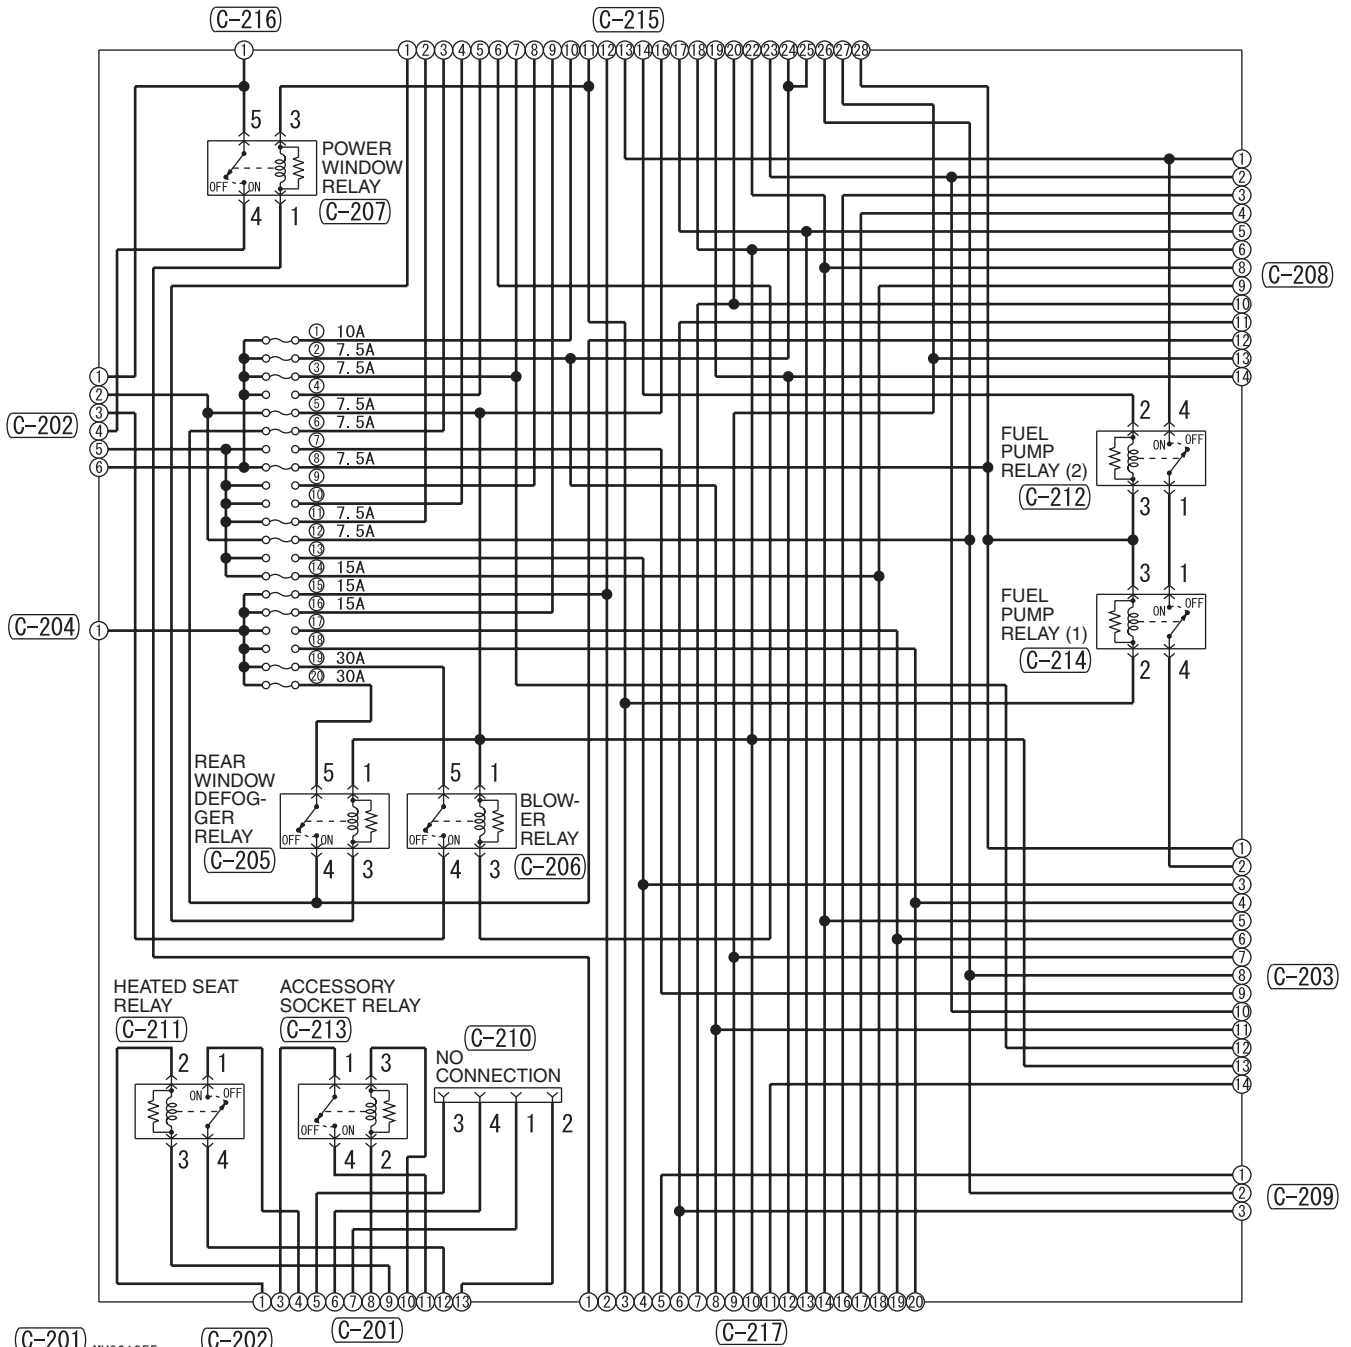 C-216
C-215
1
1 2 3 4 5 6 7 8 9 10 11 12 13 14 16 17 18 19 20 22 23 24 25 26 27 28
5 3
POWER
WINDOW
RELAY
OFF ON
C-207
4 1
1
2
3
4
5
6
8
9
10
11
12
13
14
C-208
1 10A
2 7.5A
3 7.5A
4
5 7.5A
6 7.5A
7
8 7.5A
9
10
11 7.5A
12 7.5A
13
14 15A
15 15A
16 15A
17
18
19 30A
20 30A
1
2
3
4
5
6
C-202
C-204
1
2 4
FUEL
PUMP
RELAY (2)
ON OFF
C-212
3 1
3 1
FUEL
PUMP
RELAY (1)
ON OFF
C-214
2 4
REAR
WINDOW
DEFOG-
GER
RELAY
C-205
5 1
OFF ON
4 3
5 1
OFF ON
4 3
BLOW-
ER
RELAY
C-206
1
2
3
4
5
6
7
8
9
10
11
12
13
14
C-203
HEATED SEAT
RELAY
C-211
2 1
ON OFF
3 4
ACCESSORY
SOCKET RELAY
C-213
1 3
OFF ON
4 2
C-210
NO
CONNECTION
3 4 1 2
1
2
3
C-209
1 3 4 5 6 7 8 9 10 11 12 13
1 2 3 4 5 6 7 8 9 10 11 12 13 14 16 17 18 19 20
C-201
C-217
C-201
C-202